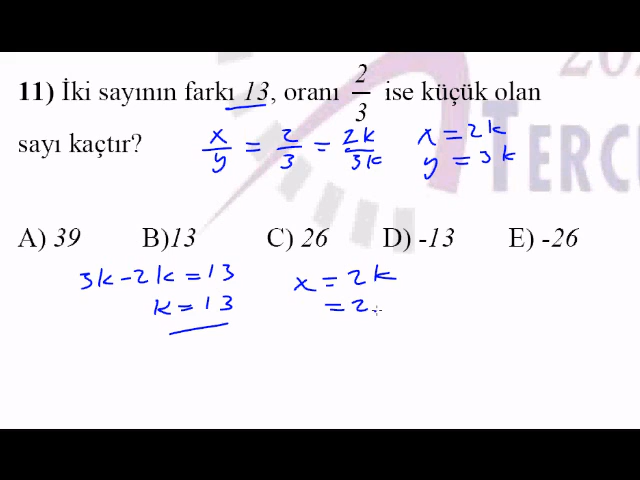 11) İki sayının farkı 13, oranı 2/3 ise küçük olan
sayı kaçtır?
x/y = 2/3 = 2k/3k
x = 2k
y = 3k
A) 39 B)13 C) 26 D) -13 E) -26
3k - 2k = 13
k = 13
x = 2k
= 2.
TERC